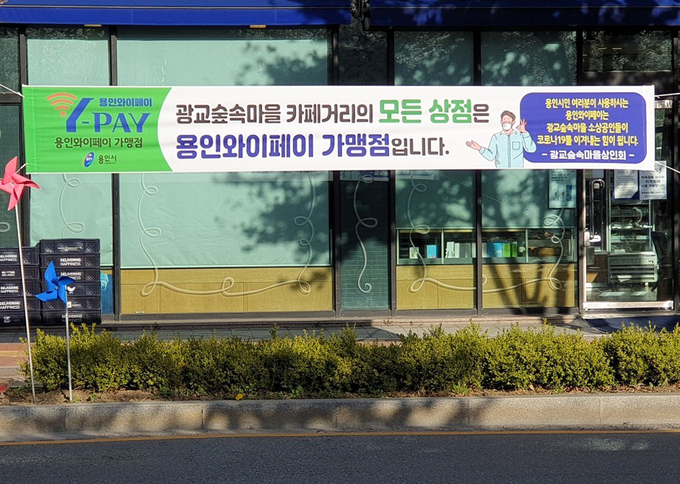 용인와이페이
Y-PAY
용인와이페이 가맹점
용인시
광교숲속마을 카페거리의 모든 상점은
용인와이페이 가맹점입니다.
용인시민 여러분이 사용하시는
용인와이페이는
광교숲속마을 소상공인들이
코로나19를 이겨내는 힘이 됩니다.
- 광교숲속마을상인회 -
DELIVERING
HAPPINESS